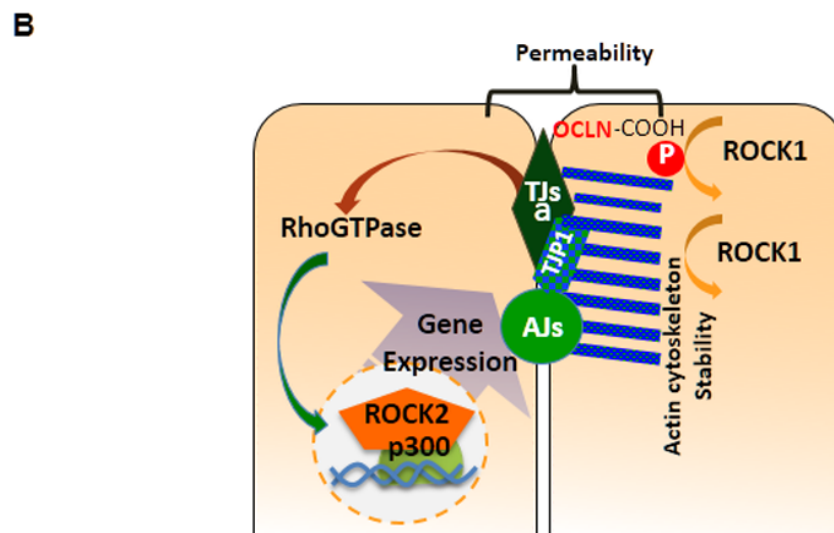 B
Permeability
OCLN-COOH
P
ROCK1
TJs
a
RhoGTPase
TJP1
ROCK1
Gene
Expression
AJs
Actin cytoskeleton
Stability
ROCK2
p300